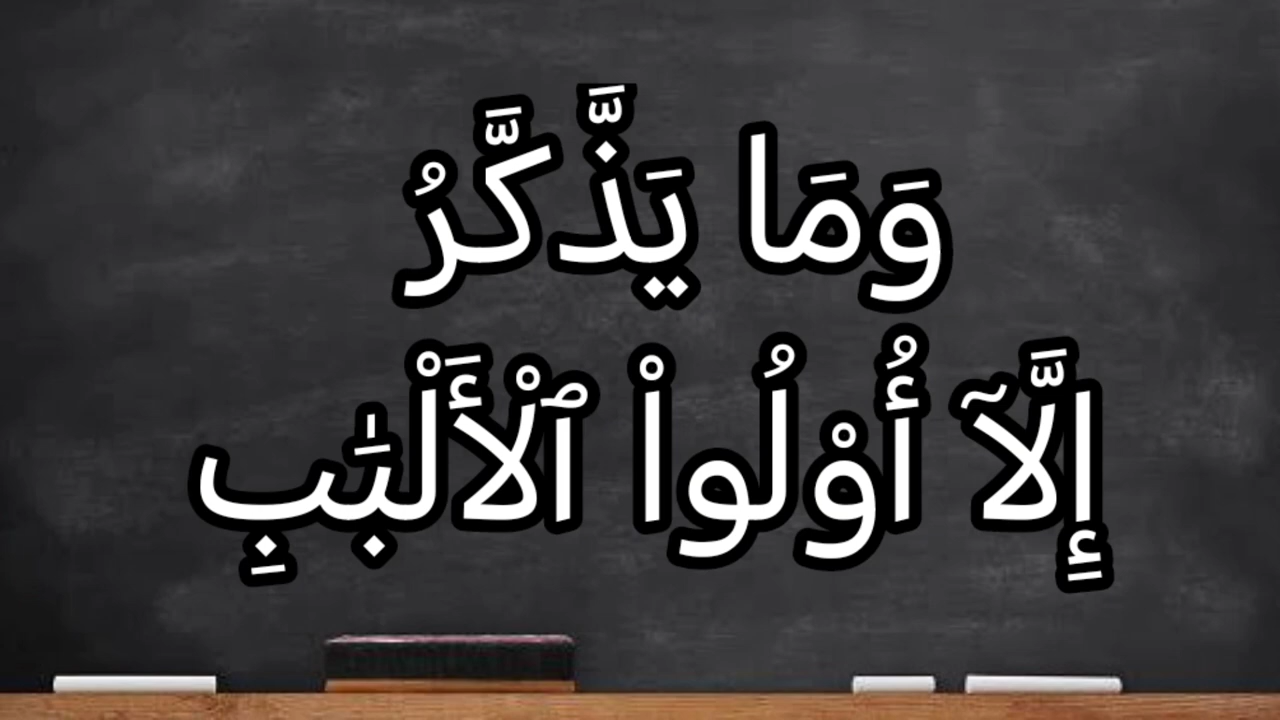 وَمَا يَذَّكَّرُ
إِلَّآ أُوْلُواْ ٱلْأَلْبَٰبِ